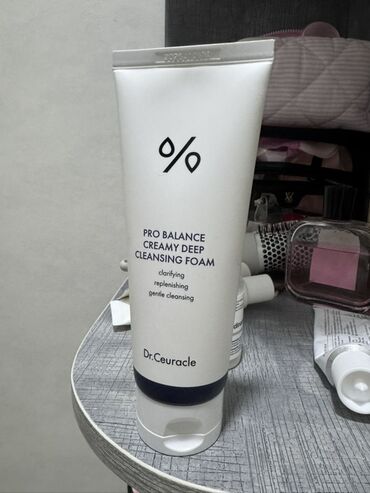 %
PRO BALANCE
CREAMY DEEP
CLEANSING FOAM
clarifying
replenishing
gentle cleansing
Dr.Ceuracle